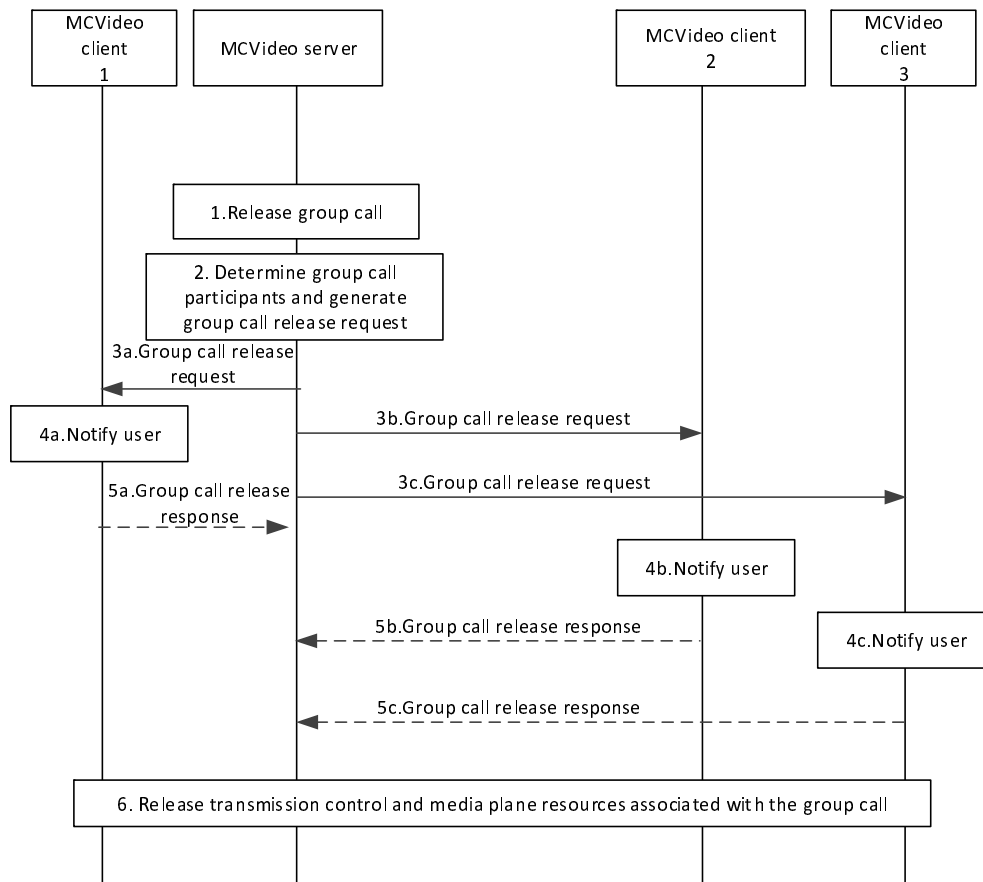 MCVideo
client
1
MCVideo server
MCVideo client
2
MCVideo
client
3
1.Release group call
2. Determine group call
participants and generate
group call release request
3a.Group call release
request
4a.Notify user
3b.Group call release request
5a.Group call release
response
3c.Group call release request
4b.Notify user
5b.Group call release response
4c.Notify user
5c.Group call release response
6. Release transmission control and media plane resources associated with the group call